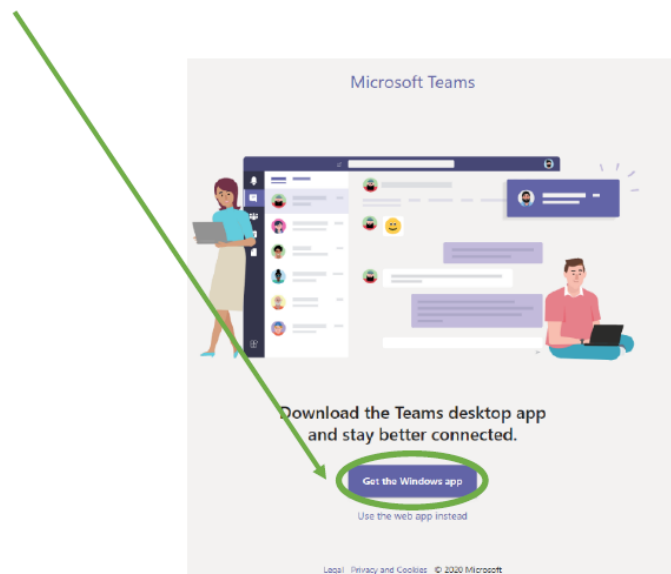 Microsoft Teams
Download the Teams desktop app
and stay better connected.
Get the Windows app
Use the web app instead
Legal Privacy and Cookies © 2020 Microsoft